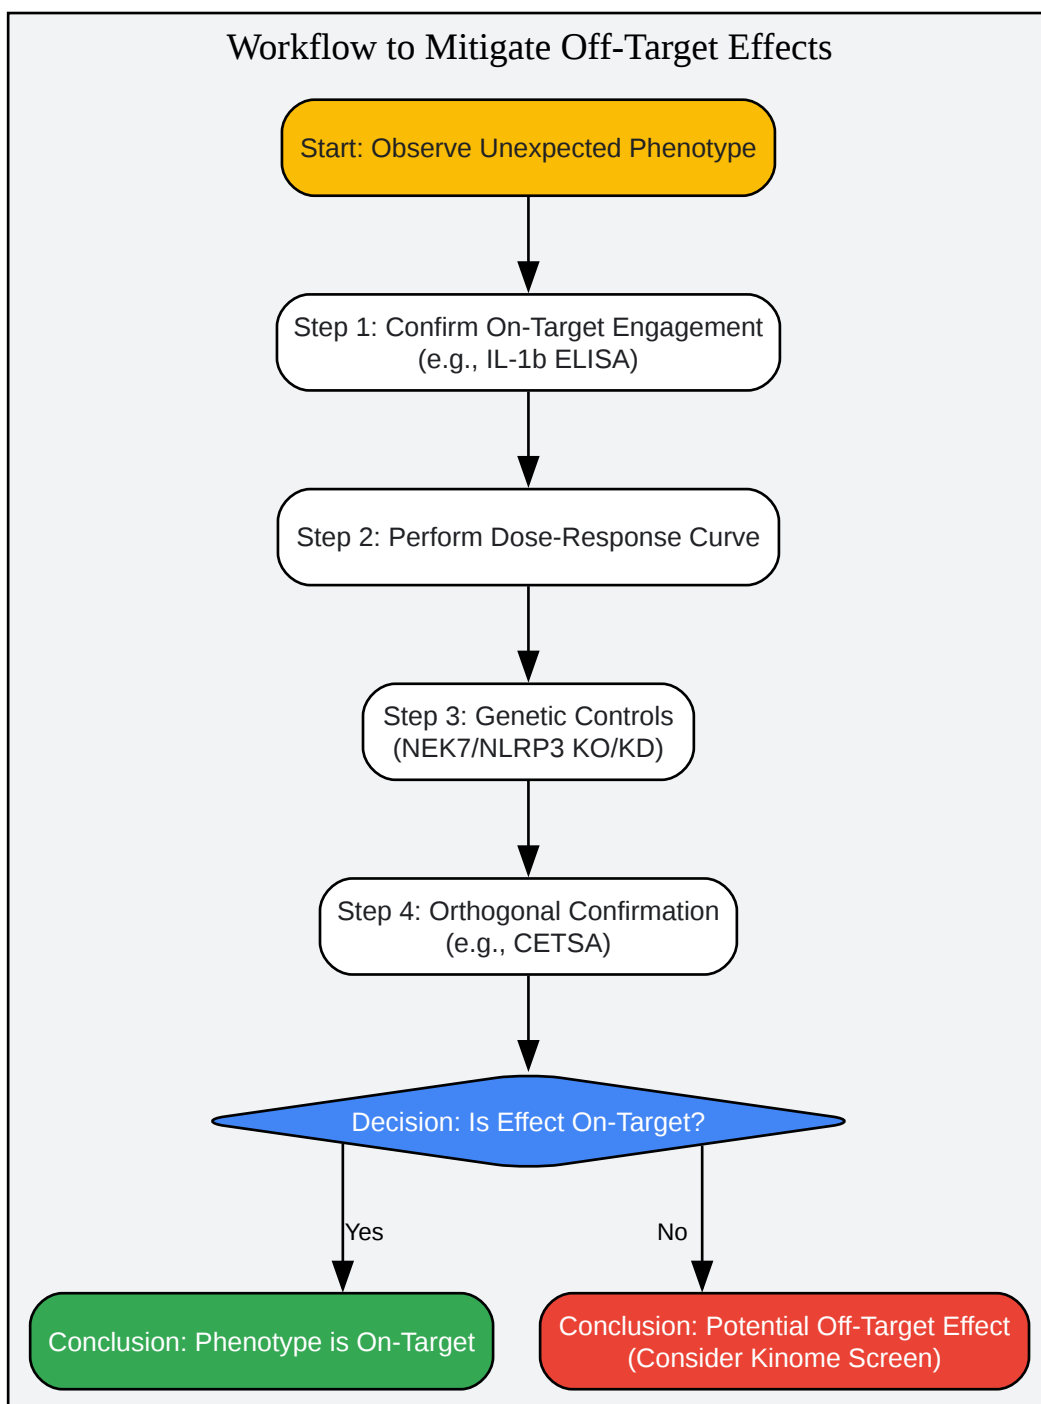 Workflow to Mitigate Off-Target Effects
Start: Observe Unexpected Phenotype
Step 1: Confirm On-Target Engagement
(e.g., IL-1b ELISA)
Step 2: Perform Dose-Response Curve
Step 3: Genetic Controls
(NEK7/NLRP3 KO/KD)
Step 4: Orthogonal Confirmation
(e.g., CETSA)
Decision: Is Effect On-Target?
Yes
No
Conclusion: Phenotype is On-Target
Conclusion: Potential Off-Target Effect
(Consider Kinome Screen)